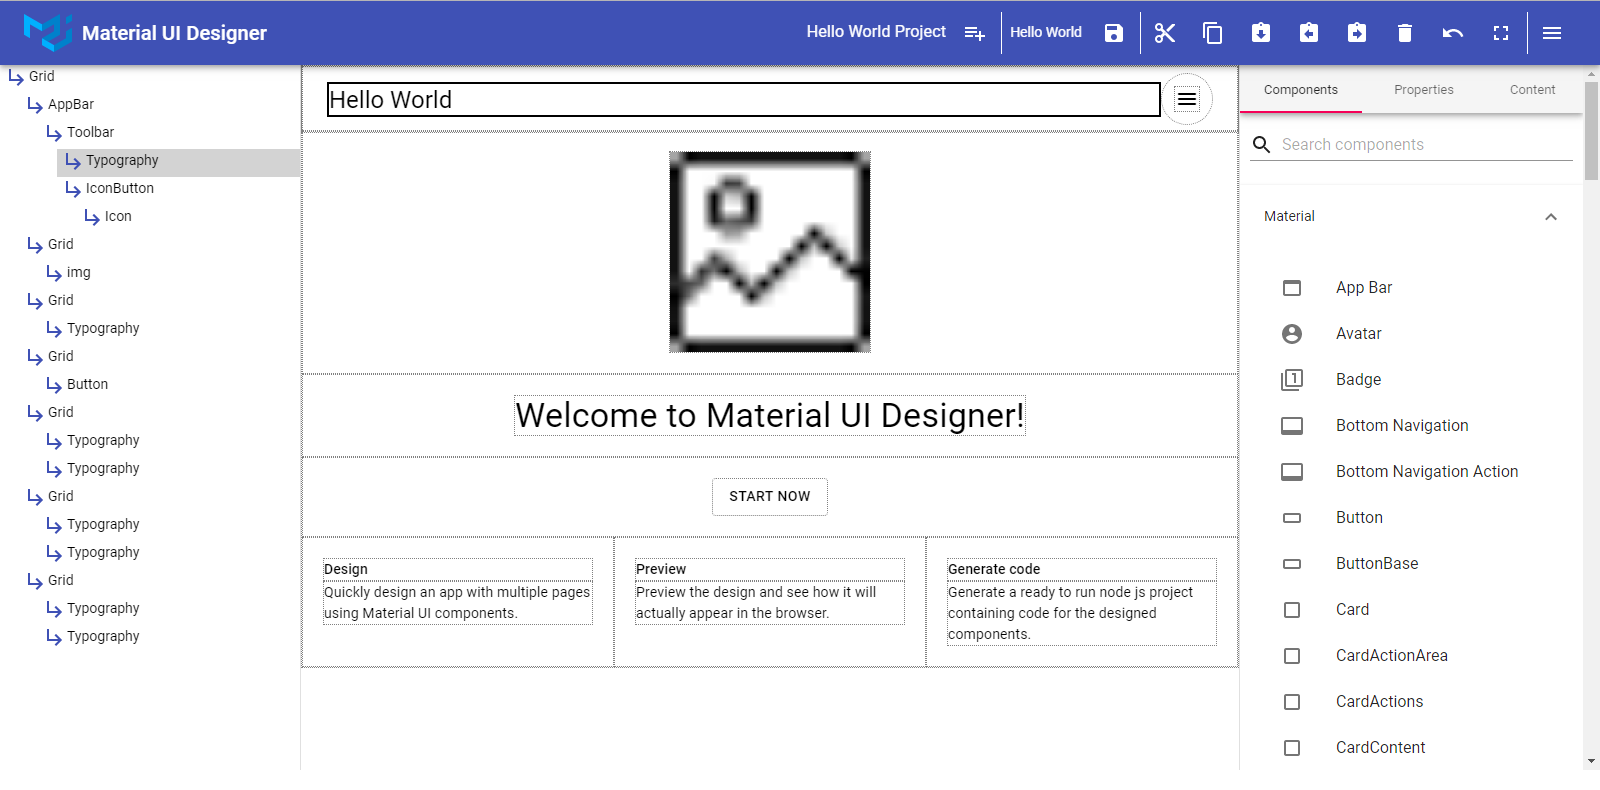 Material UI Designer
Hello World Project
Hello World
Grid
AppBar
Toolbar
Typography
IconButton
Icon
Grid
img
Grid
Typography
Grid
Button
Grid
Typography
Typography
Grid
Typography
Typography
Grid
Typography
Typography
Hello World
Welcome to Material UI Designer!
START NOW
Design
Quickly design an app with multiple pages
using Material UI components.
Preview
Preview the design and see how it will
actually appear in the browser.
Generate code
Generate a ready to run node js project
containing code for the designed
components.
Components
Properties
Content
Search components
Material
App Bar
Avatar
1
Badge
Bottom Navigation
Bottom Navigation Action
Button
ButtonBase
Card
CardActionArea
CardActions
CardContent